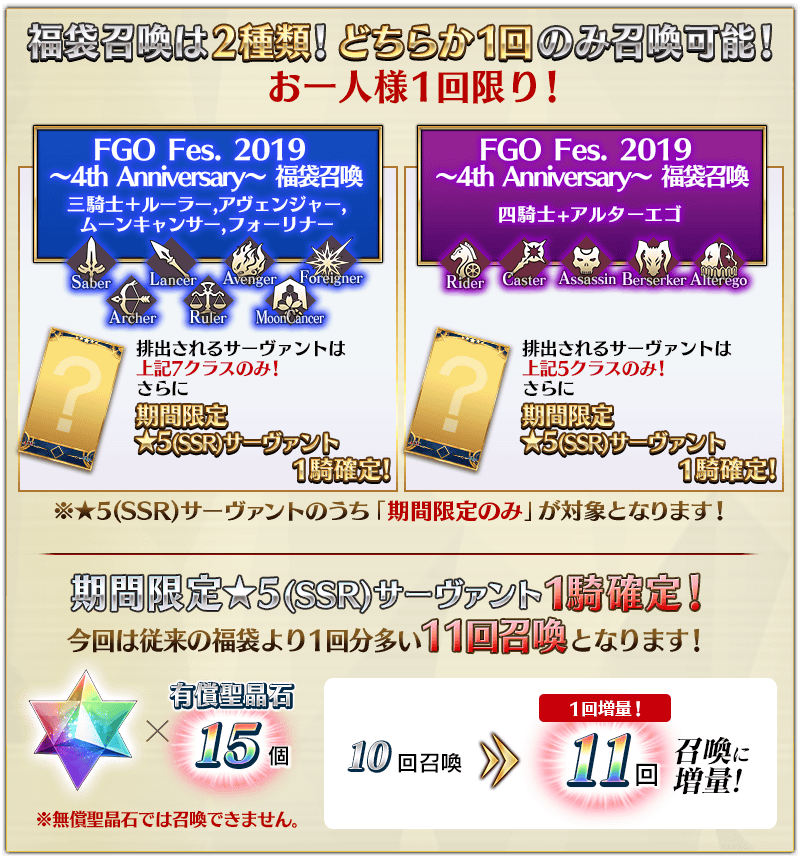 福袋召喚は2種類！どちらか1回のみ召喚可能！
お一人様1回限り！
FGO Fes. 2019
～4th Anniversary～ 福袋召喚
三騎士＋ルーラー,アヴェンジャー,
ムーンキャンサー,フォーリナー
Saber
Lancer
Avenger
Foreigner
Archer
Ruler
MoonCancer
?
排出されるサーヴァントは
上記7クラスのみ！
さらに
期間限定
★5(SSR)サーヴァント
1騎確定！
FGO Fes. 2019
～4th Anniversary～ 福袋召喚
四騎士+アルターエゴ
Rider
Caster
Assassin
Berserker
Alterego
?
排出されるサーヴァントは
上記5クラスのみ！
さらに
期間限定
★5(SSR)サーヴァント
1騎確定！
※★5(SSR)サーヴァントのうち「期間限定のみ」が対象となります！
期間限定★5(SSR)サーヴァント1騎確定！
今回は従来の福袋より1回分多い11回召喚となります！
有償聖晶石
×15個
※無償聖晶石では召喚できません。
1回増量！
10回召喚
11回
召喚に
増量！